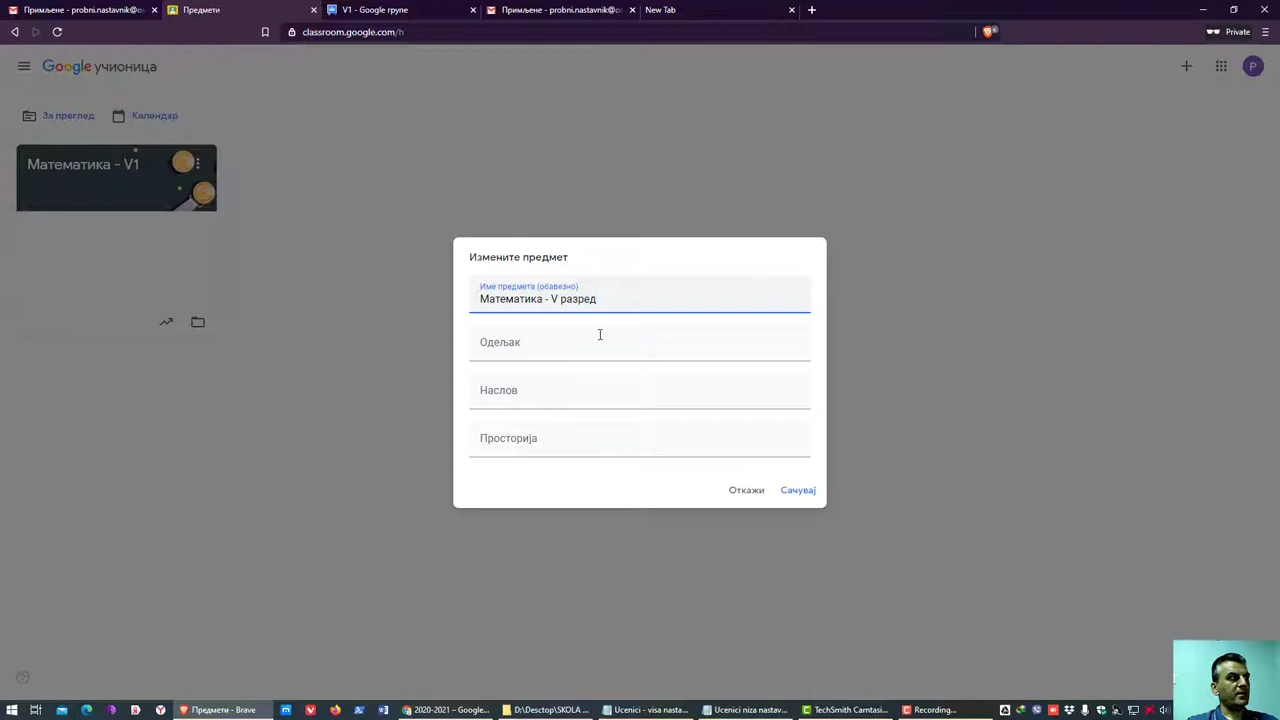 Примљене - probni.nastavnik@os
Предмети
V1 - Google групе
Примљене - probni.nastavnik@os
New Tab
classroom.google.com/h
Private
Google учионица
P
За преглед
Календар
Математика - V1
Измените предмет
Име предмета (обавезно)
Математика - V разред
Одељак
Наслов
Просторија
Откажи
Сачувај
Предмети - Brave
2020-2021 – Google...
D:\Desctop\SKOLA ...
Ucenici - visa nasta...
Ucenici niza nastav...
TechSmith Camtasi...
Recording...